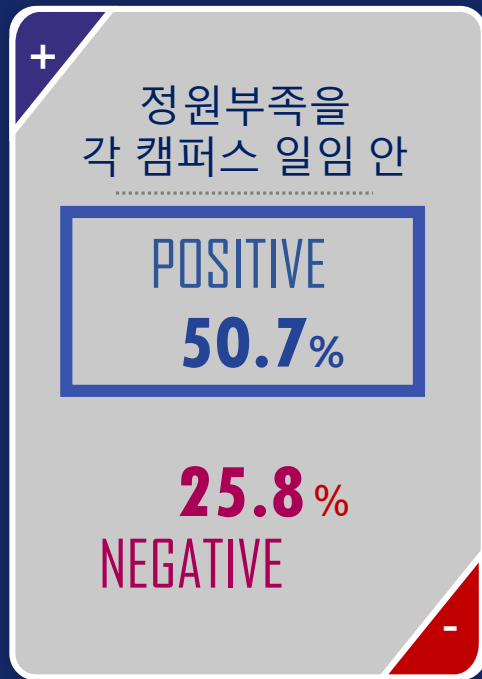 +
정원부족을
각 캠퍼스 일임 안
POSITIVE
50.7%
25.8%
NEGATIVE
-